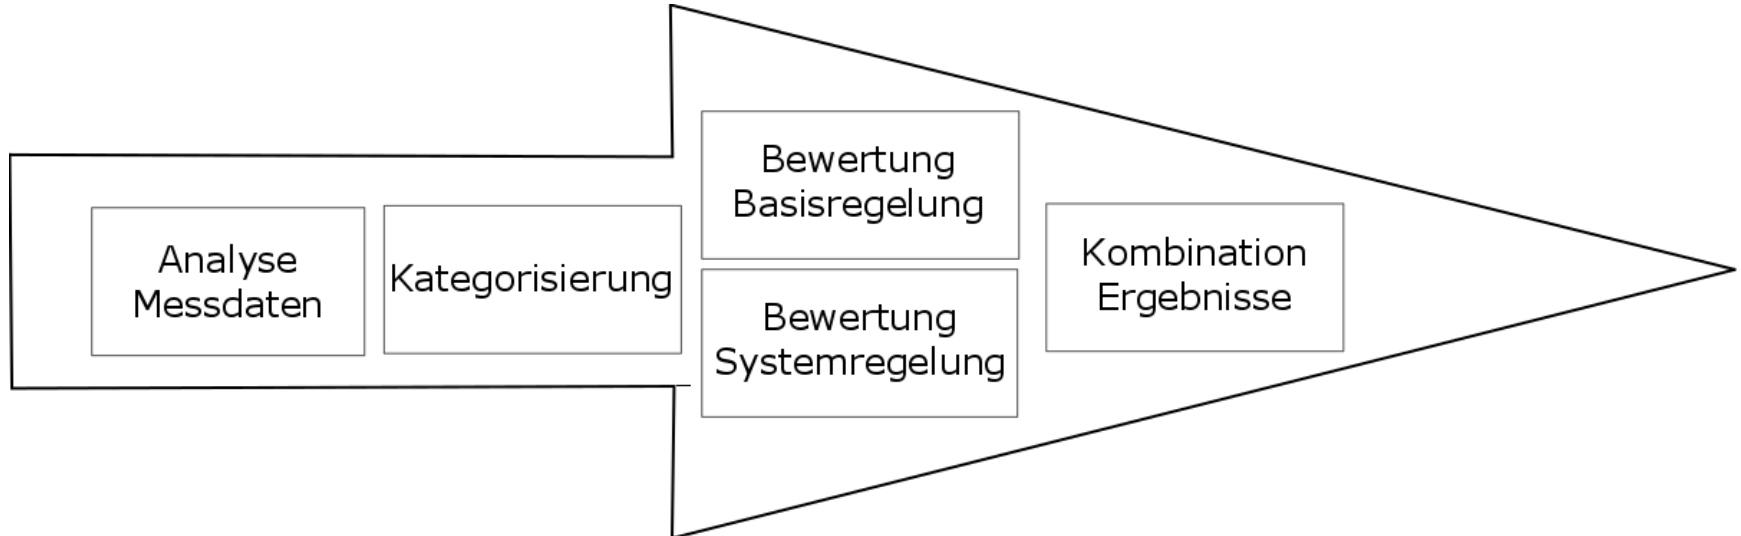 Analyse
Messdaten
Kategorisierung
Bewertung
Basisregelung
Bewertung
Systemregelung
Kombination
Ergebnisse